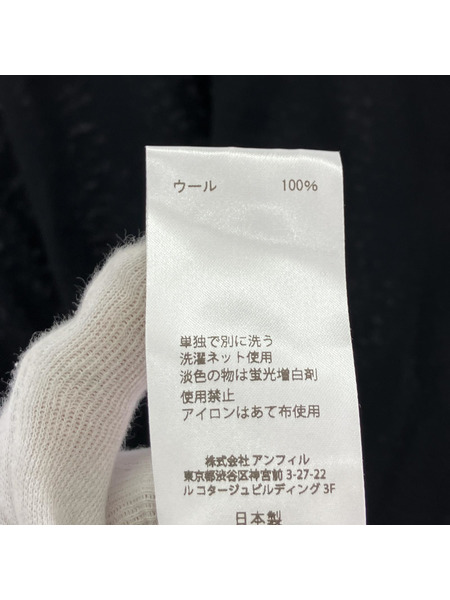 ウール 100%
単独で別に洗う
洗濯ネット使用
淡色の物は蛍光増白剤
使用禁止
アイロンはあて布使用
株式会社 アンフィル
東京都渋谷区神宮前 3-27-22
ル コタージュビルディング 3F
日本製